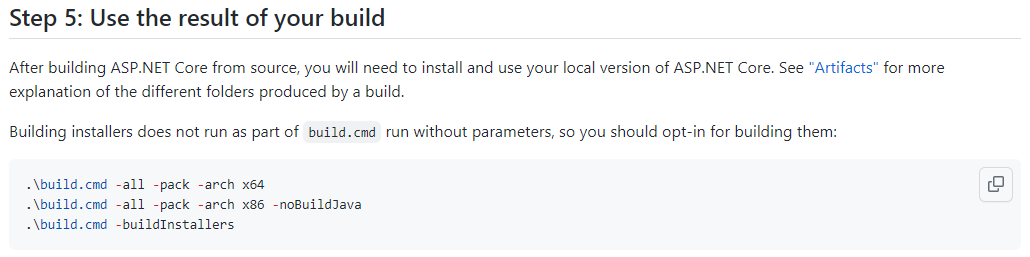 Step 5: Use the result of your build
After building ASP.NET Core from source, you will need to install and use your local version of ASP.NET Core. See "Artifacts" for more
explanation of the different folders produced by a build.
Building installers does not run as part of build.cmd run without parameters, so you should opt-in for building them:
.\build.cmd -all -pack -arch x64
.\build.cmd -all -pack -arch x86 -noBuildJava
.\build.cmd -buildInstallers